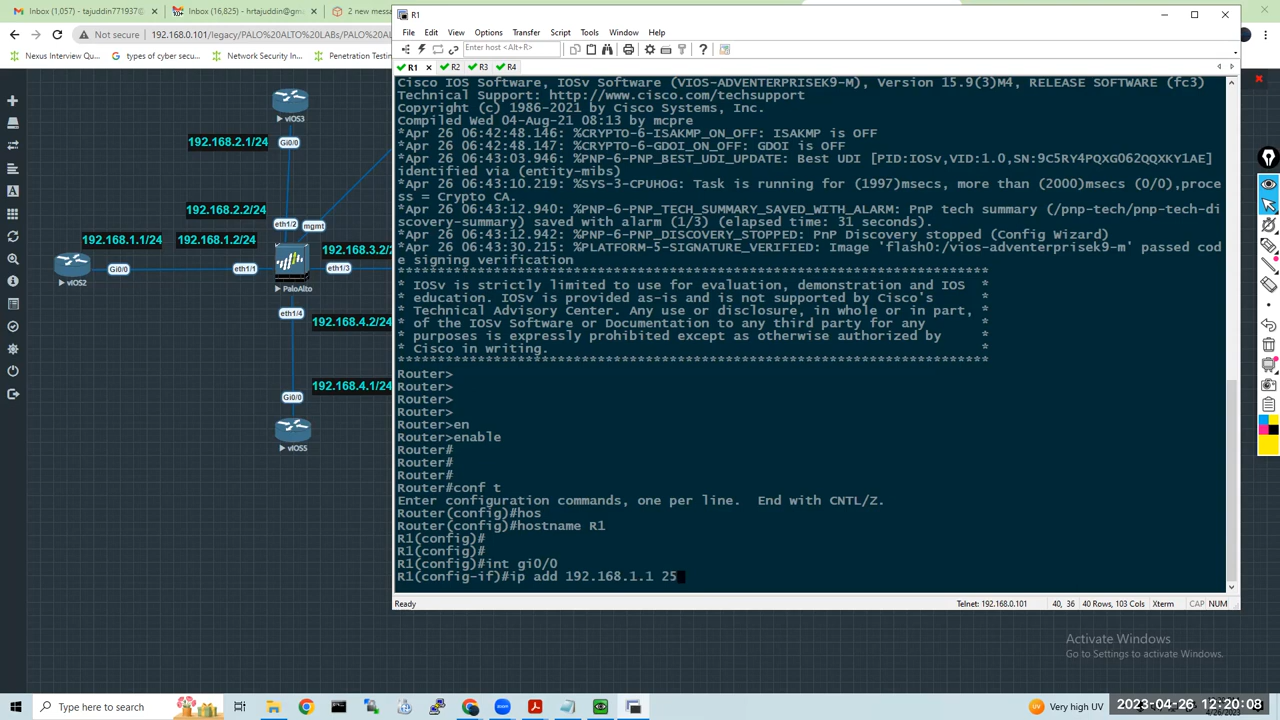 Inbox (1,057) - tajuddin771937
Inbox (16,825) - hrtajuddin@
2 new messages
Not secure
192.168.0.101/legacy/PALO%20ALTO%20LABs/PALO%20AL
Nexus Interview Qu...
types of cyber secu...
Network Security In...
Penetration Testing
R1
File Edit View Options Transfer Script Tools Window Help
Enter host <Alt+R>
R1 R2 R3 R4
Cisco IOS Software, IOSv Software (VIOS-ADVENTERPRISEK9-M), Version 15.9(3)M4, RELEASE SOFTWARE (fc3)
Technical Support: http://www.cisco.com/techsupport
Copyright (c) 1986-2021 by Cisco Systems, Inc.
Compiled Wed 04-Aug-21 08:13 by mcpre
*Apr 26 06:42:48.146: %CRYPTO-6-ISAKMP_ON_OFF: ISAKMP is OFF
*Apr 26 06:42:48.147: %CRYPTO-6-GDOI_ON_OFF: GDOI is OFF
*Apr 26 06:43:03.946: %PNP-6-PNP_BEST_UDI_UPDATE: Best UDI [PID:IOSv,VID:1.0,SN:9C5RY4PQXG062QQXKY1AE]
identified via (entity-mibs)
*Apr 26 06:43:10.219: %SYS-3-CPUHOG: Task is running for (1997)msecs, more than (2000)msecs (0/0),proce
ss = Crypto CA.
*Apr 26 06:43:12.940: %PNP-6-PNP_TECH_SUMMARY_SAVED_WITH_ALARM: PnP tech summary (/pnp-tech/pnp-tech-di
scovery-summary) saved with alarm (1/3) (elapsed time: 31 seconds).
*Apr 26 06:43:12.942: %PNP-6-PNP_DISCOVERY_STOPPED: PnP Discovery stopped (Config Wizard)
*Apr 26 06:43:30.215: %PLATFORM-5-SIGNATURE_VERIFIED: Image 'flash0:/vios-adventerprisek9-m' passed cod
e signing verification
**************************************************************************
* IOSv is strictly limited to use for evaluation, demonstration and IOS *
* education. IOSv is provided as-is and is not supported by Cisco's *
* Technical Advisory Center. Any use or disclosure, in whole or in part, *
* of the IOSv Software or Documentation to any third party for any *
* purposes is expressly prohibited except as otherwise authorized by *
* Cisco in writing. *
**************************************************************************
Router>
Router>
Router>
Router>
Router>en
Router>enable
Router#
Router#
Router#
Router#conf t
Enter configuration commands, one per line. End with CNTL/Z.
Router(config)#hos
Router(config)#hostname R1
R1(config)#
R1(config)#
R1(config)#int gi0/0
R1(config-if)#ip add 192.168.1.1 25
Ready
Telnet: 192.168.0.101 40, 36 40 Rows, 103 Cols Xterm CAP NUM
vIOS3
192.168.2.1/24
Gi0/0
192.168.2.2/24
eth1/2
mgmt
192.168.1.1/24
192.168.1.2/24
192.168.3.2/
Gi0/0
eth1/1
eth1/3
vIOS2
PaloAlto
eth1/4
192.168.4.2/24
192.168.4.1/24
Gi0/0
vIOS5
Activate Windows
Go to Settings to activate Windows.
Type here to search
Very high UV
2023-04-26 12:20:08